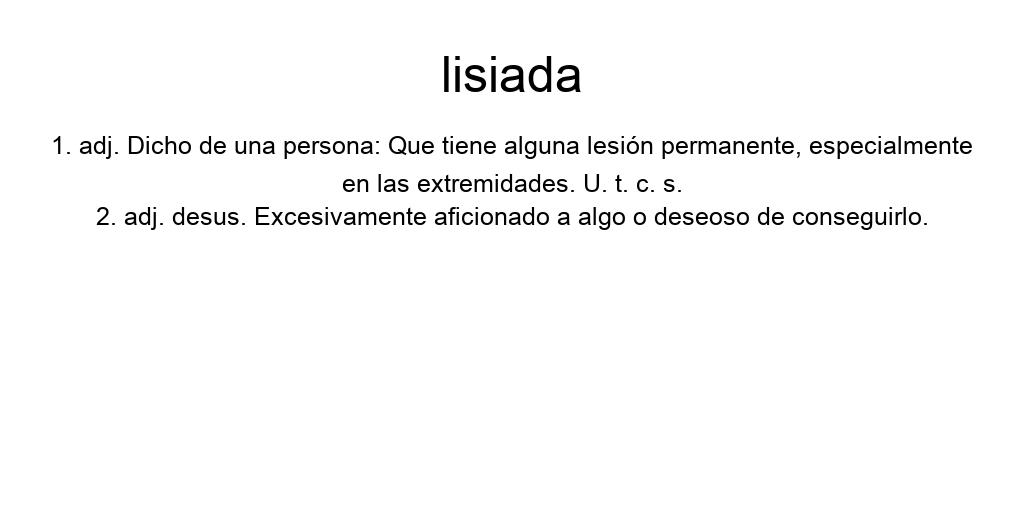 lisiada
1. adj. Dicho de una persona: Que tiene alguna lesión permanente, especialmente
en las extremidades. U. t. c. s.
2. adj. desus. Excesivamente aficionado a algo o deseoso de conseguirlo.